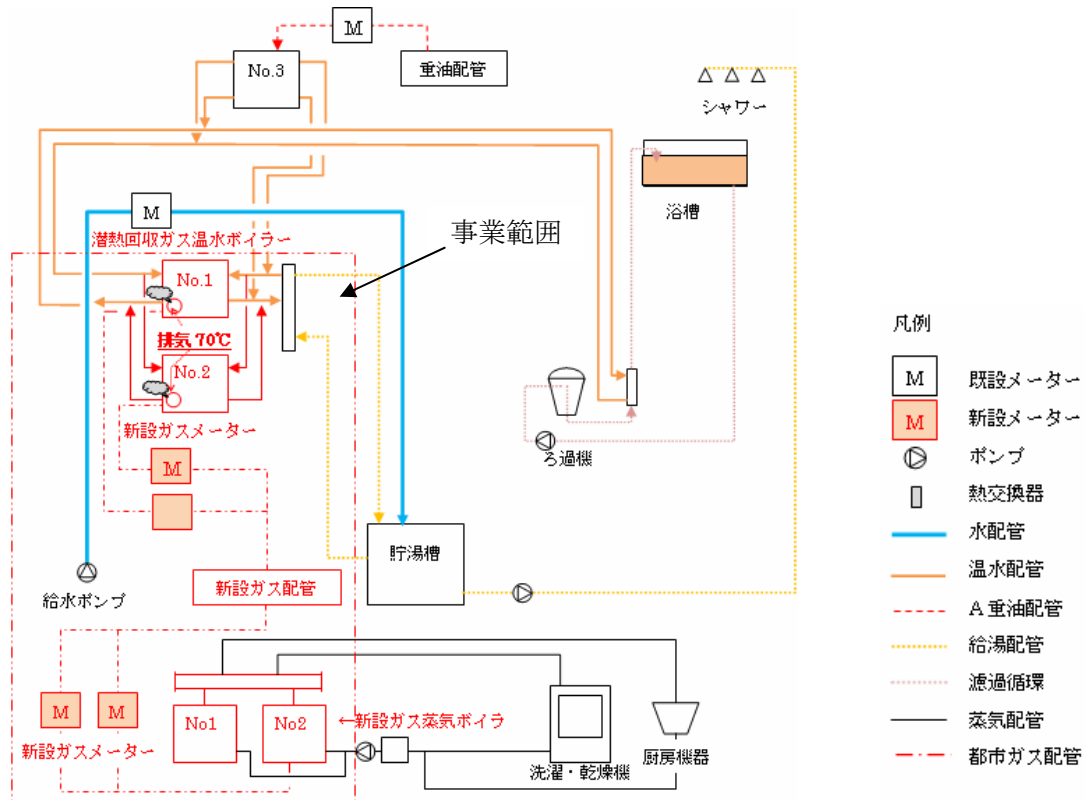 M
No.3
重油配管
シャワー
浴槽
M
潜熱回収ガス温水ボイラー
事業範囲
No.1
排気 70℃
No.2
新設ガスメーター
M
ろ過機
貯湯槽
新設ガス配管
給水ポンプ
M
M
新設ガスメーター
No1
No2
←新設ガス蒸気ボイラ
洗濯・乾燥機
厨房機器
凡例
M
既設メーター
M
新設メーター
ポンプ
熱交換器
水配管
温水配管
A重油配管
給湯配管
濾過循環
蒸気配管
都市ガス配管